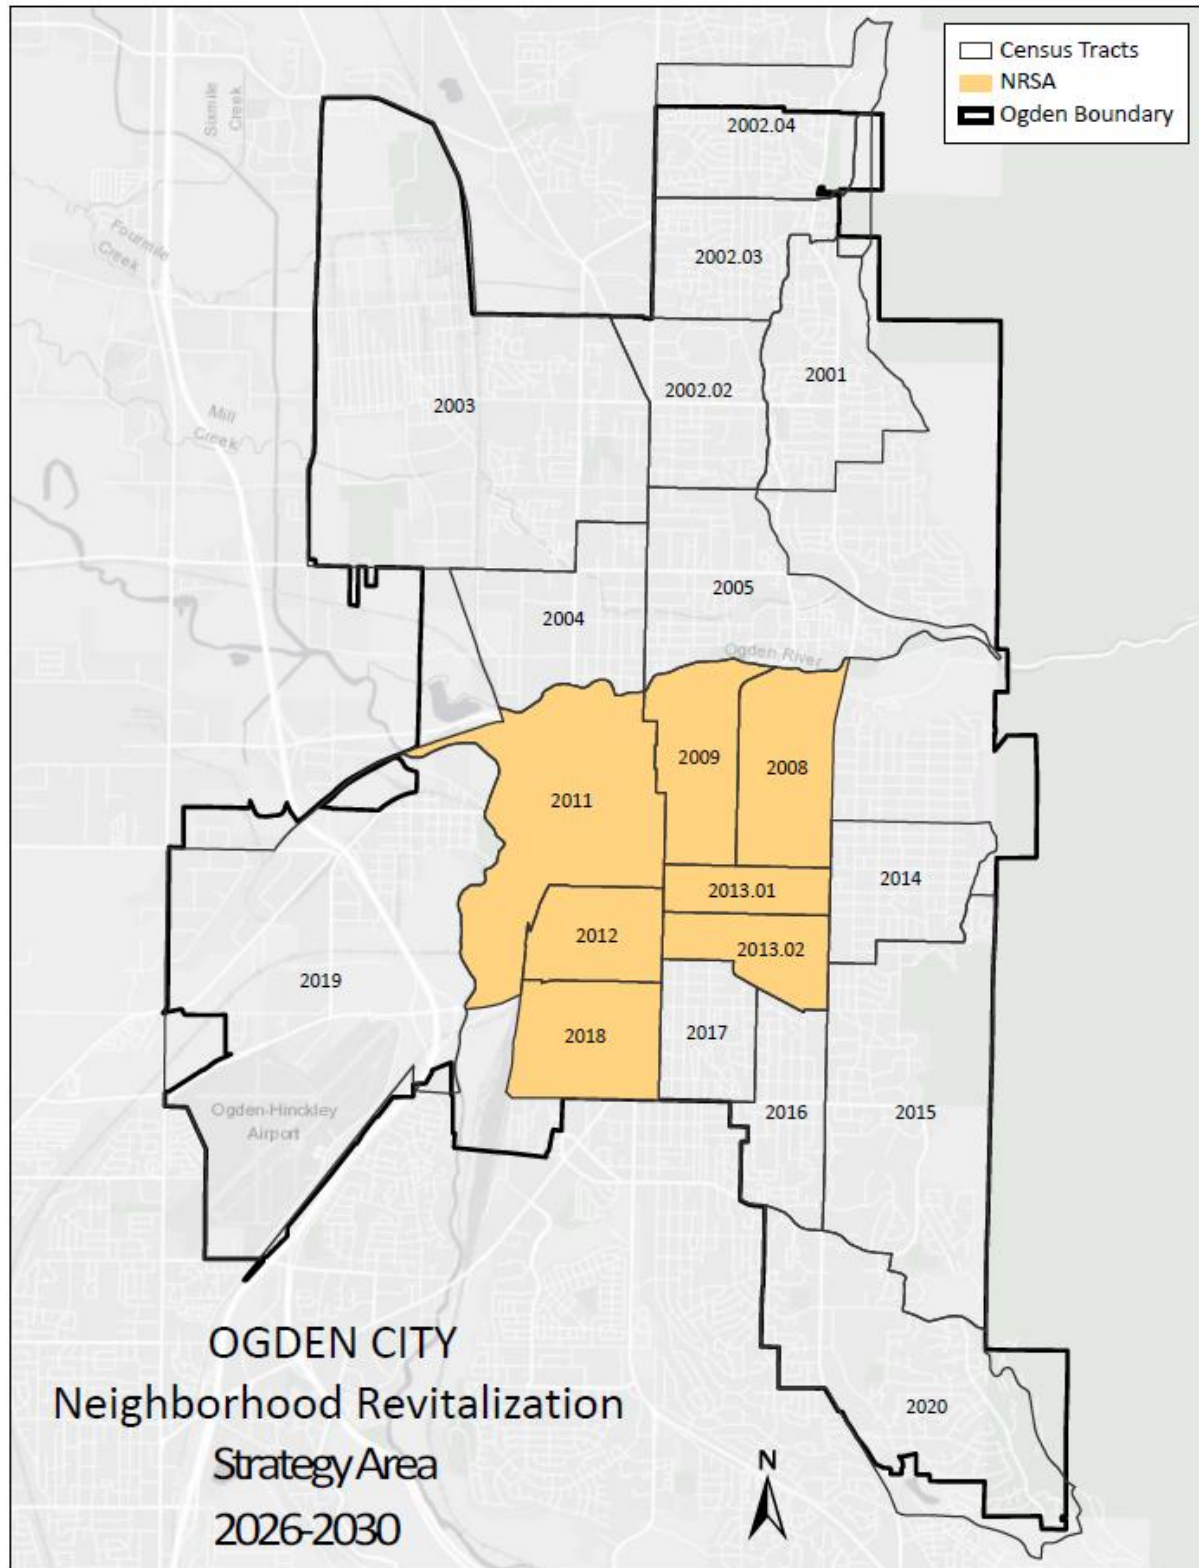 Census Tracts
NRSA
Ogden Boundary
Sixmile
Creek
2002.04
Fourmile
Creek
2002.03
2001
2002.02
2003
Mill
Creek
2005
2004
Ogden River
2009
2008
2011
2014
2013.01
2012
2013.02
2019
2018
2017
Ogden-Hinckley
Airport
2016
2015
OGDEN CITY
Neighborhood Revitalization
Strategy Area
2026-2030
2020
N